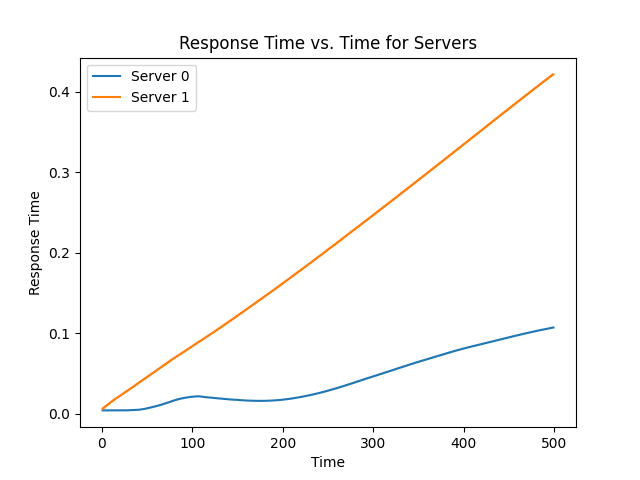 Response Time vs. Time for Servers
Server 0
Server 1
0.4
0.3
0.2
0.1
0.0
Response Time
0 100 200 300 400 500
Time